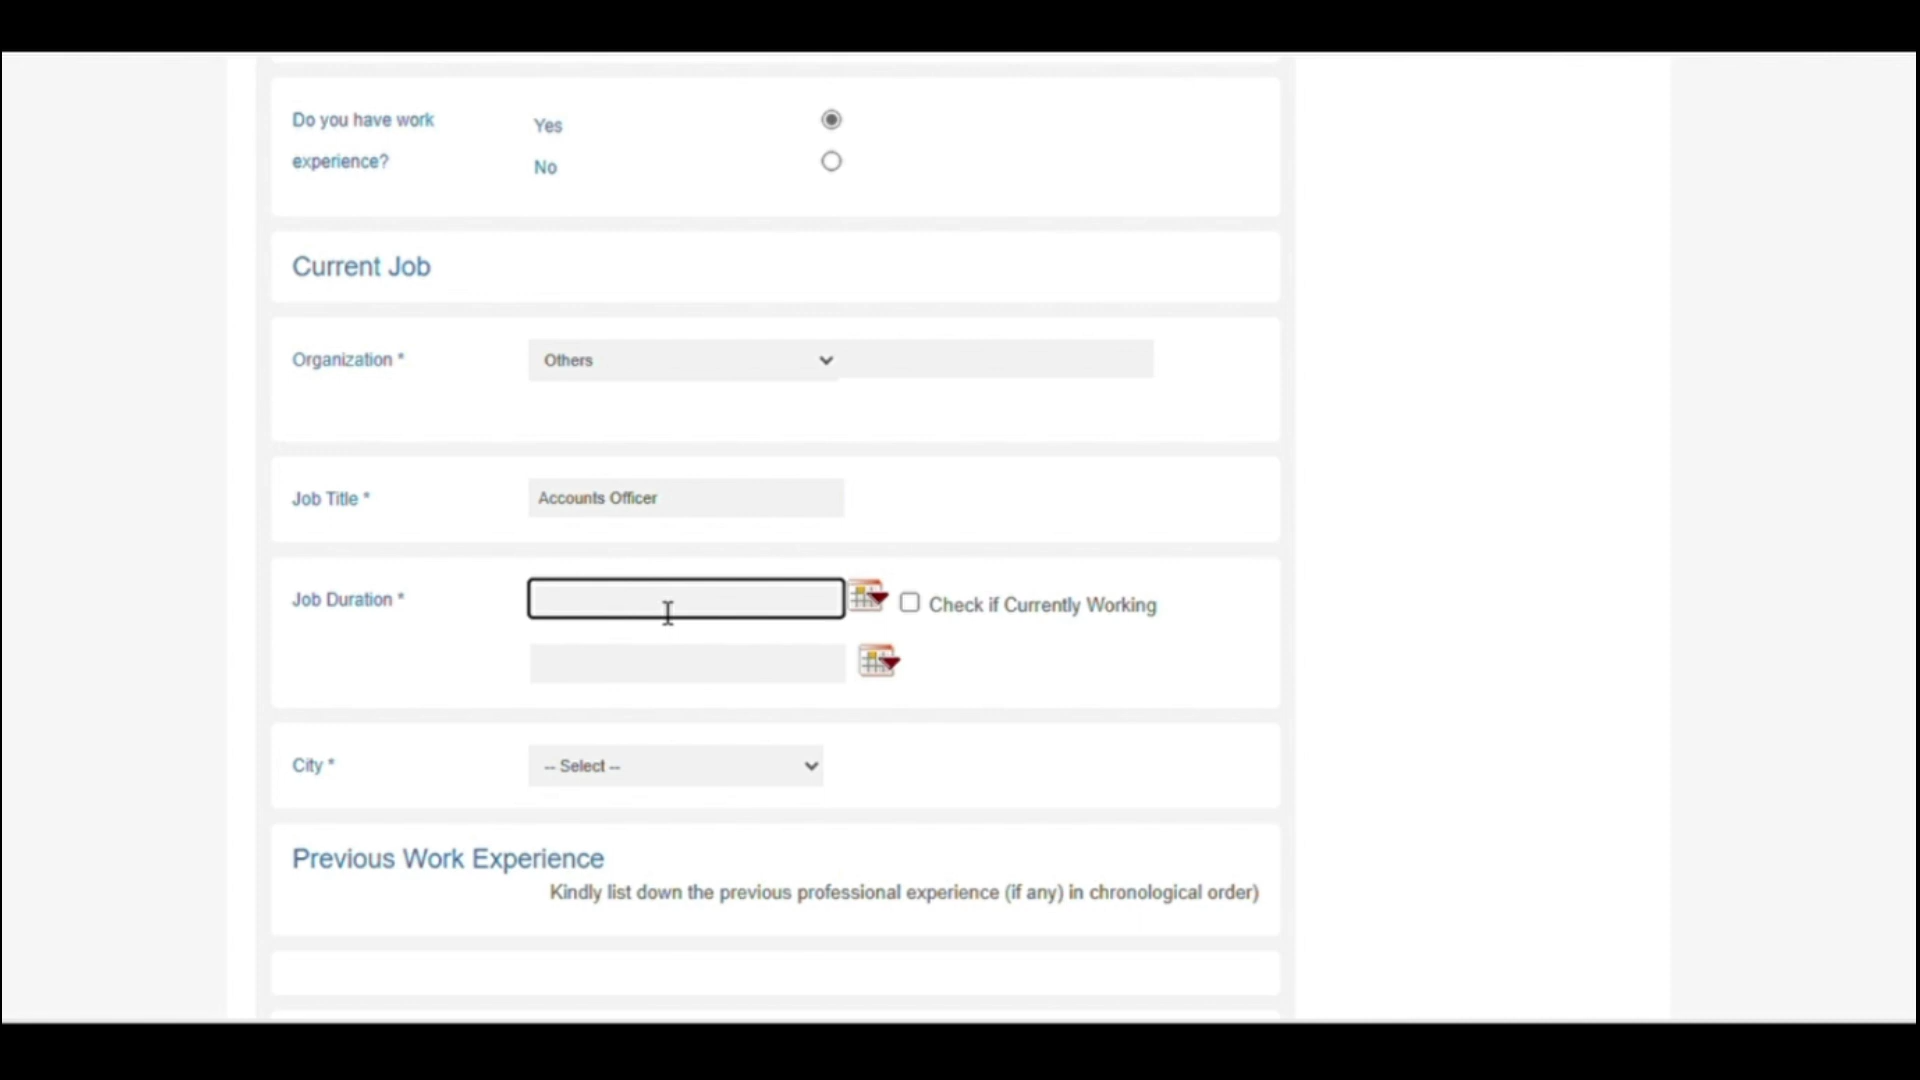 Do you have work
experience?
Yes
No
Current Job
Organization *
Others
Job Title *
Accounts Officer
Job Duration *
Check if Currently Working
City *
-- Select --
Previous Work Experience
Kindly list down the previous professional experience (if any) in chronological order)